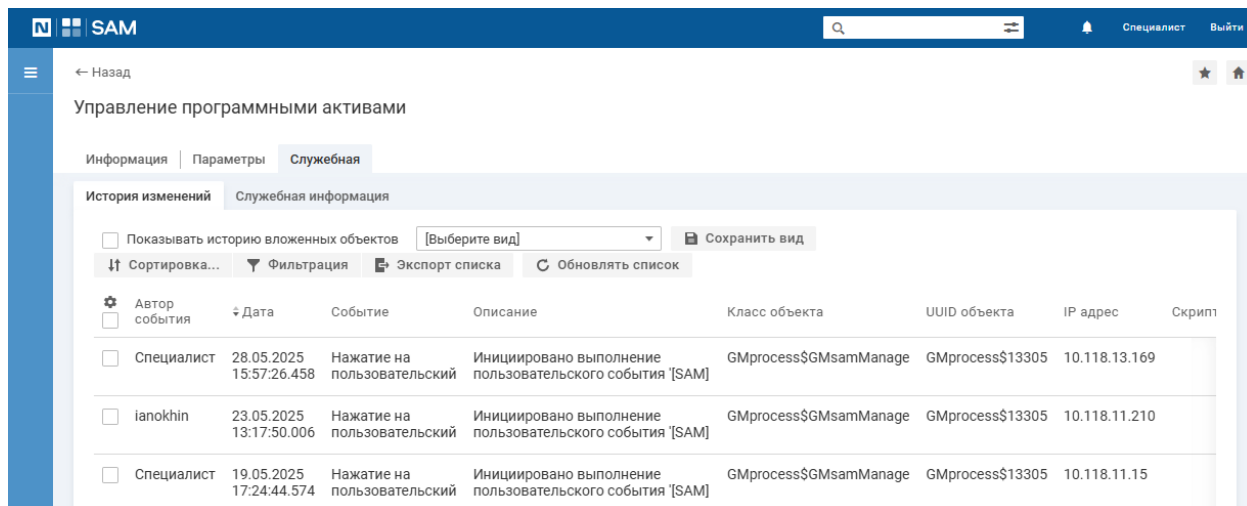 N SAM Специалист Выйти
← Назад
Управление программными активами
Информация Параметры Служебная
История изменений Служебная информация
Показывать историю вложенных объектов [Выберите вид] Сохранить вид
Сортировка... Фильтрация Экспорт списка Обновлять список
Автор события Дата Событие Описание Класс объекта UUID объекта IP адрес Скрипт
Специалист 28.05.2025 Нажатие на Инициировано выполнение GMprocess$GMsamManage GMprocess$13305 10.118.13.169
15:57:26.458 пользовательский пользовательского события '[SAM]
ianokhin 23.05.2025 Нажатие на Инициировано выполнение GMprocess$GMsamManage GMprocess$13305 10.118.11.210
13:17:50.006 пользовательский пользовательского события '[SAM]
Специалист 19.05.2025 Нажатие на Инициировано выполнение GMprocess$GMsamManage GMprocess$13305 10.118.11.15
17:24:44.574 пользовательский пользовательского события '[SAM]